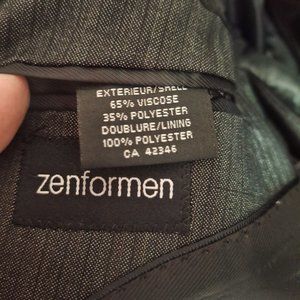 EXTERIEUR/SHELL
65% VISCOSE
35% POLYESTER
DOUBLURE/LINING
100% POLYESTER
CA 42346
zenformen